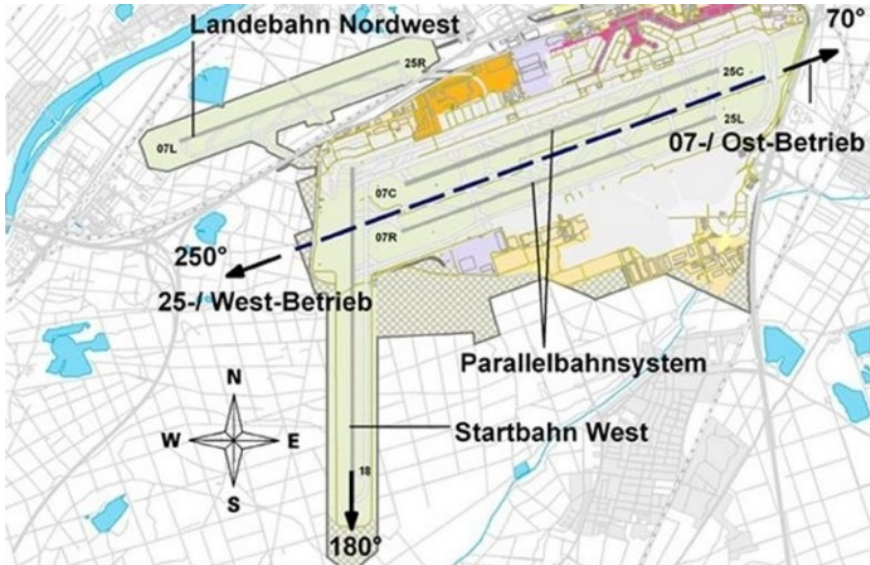 Landebahn Nordwest
70°
25R
25C
25L
07L
07-/ Ost-Betrieb
07C
07R
250°
25-/ West-Betrieb
Parallelbahnsystem
N
W
E
S
Startbahn West
18
180°